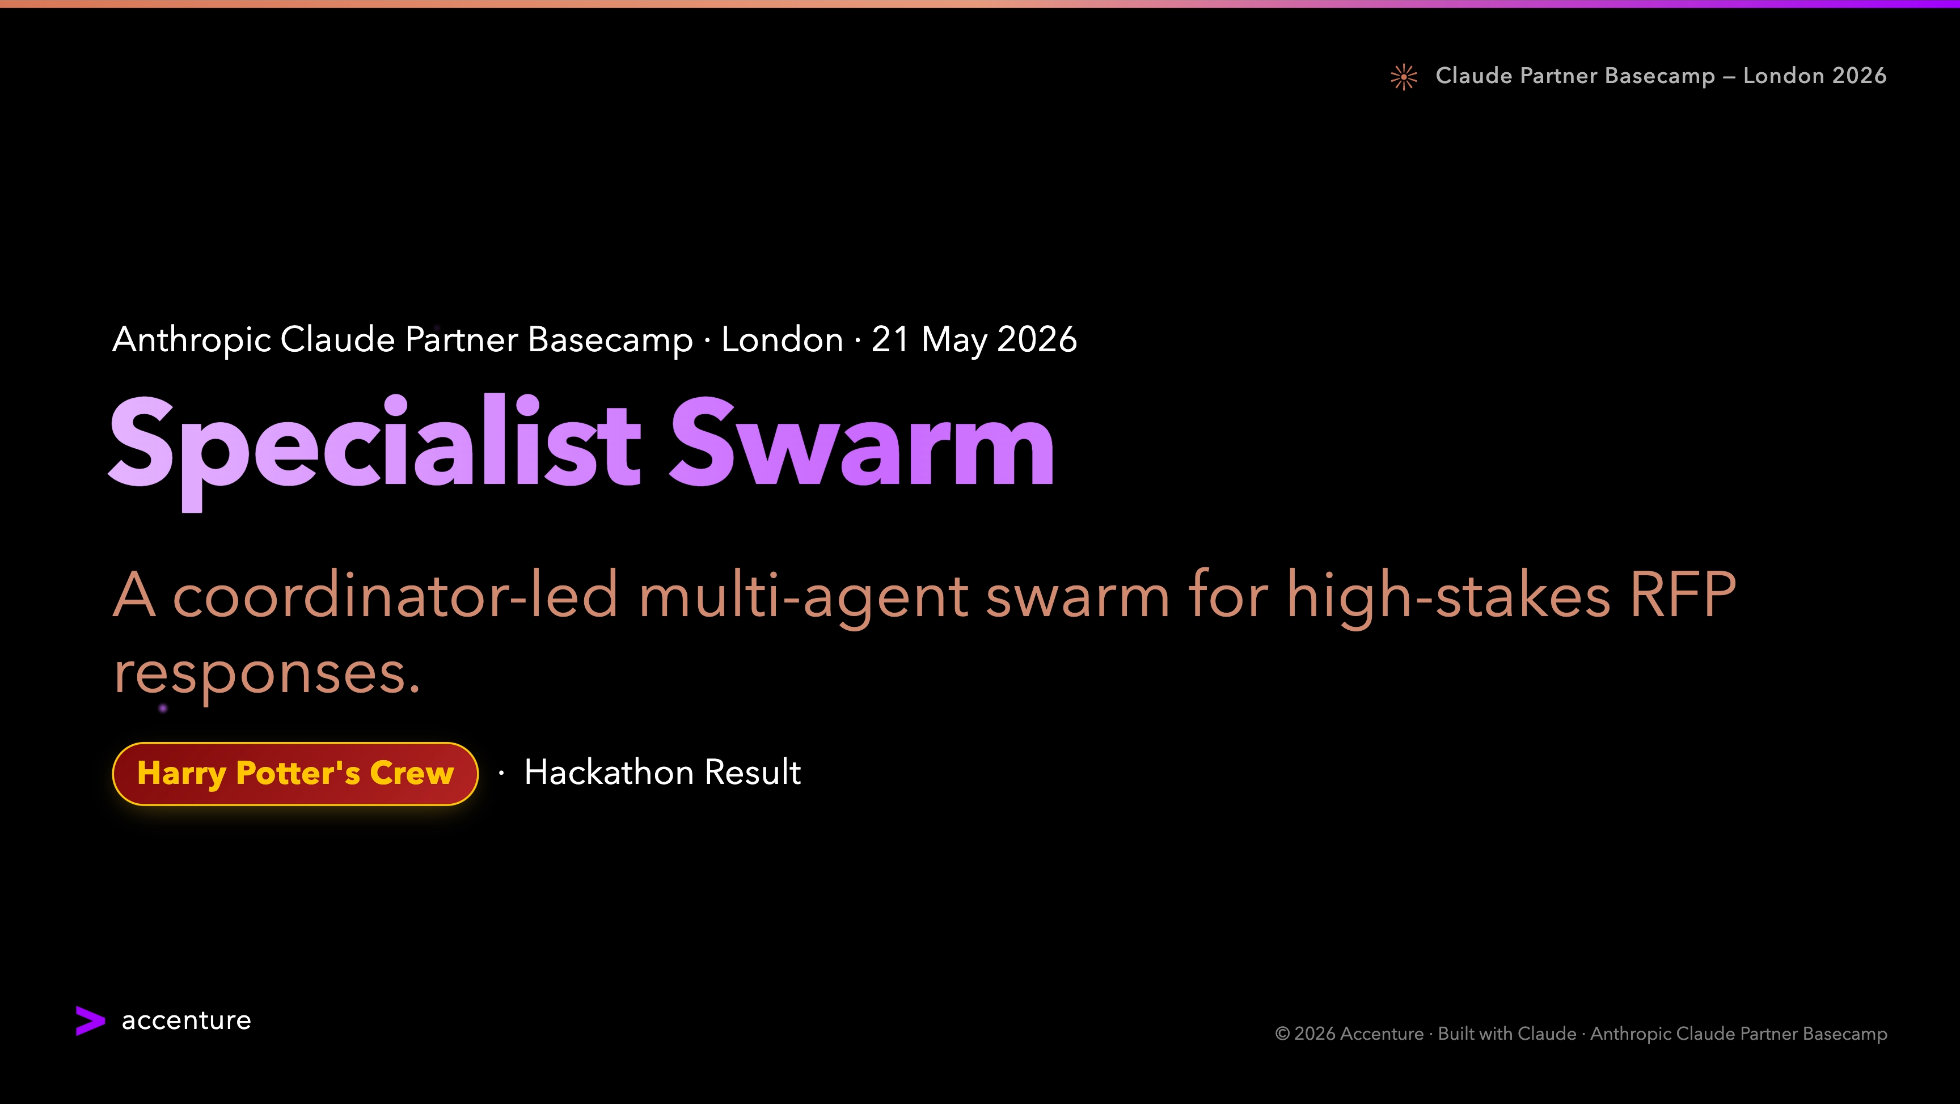 Claude Partner Basecamp – London 2026
Anthropic Claude Partner Basecamp · London · 21 May 2026
Specialist Swarm
A coordinator-led multi-agent swarm for high-stakes RFP
responses.
Harry Potter's Crew · Hackathon Result
accenture
© 2026 Accenture · Built with Claude · Anthropic Claude Partner Basecamp